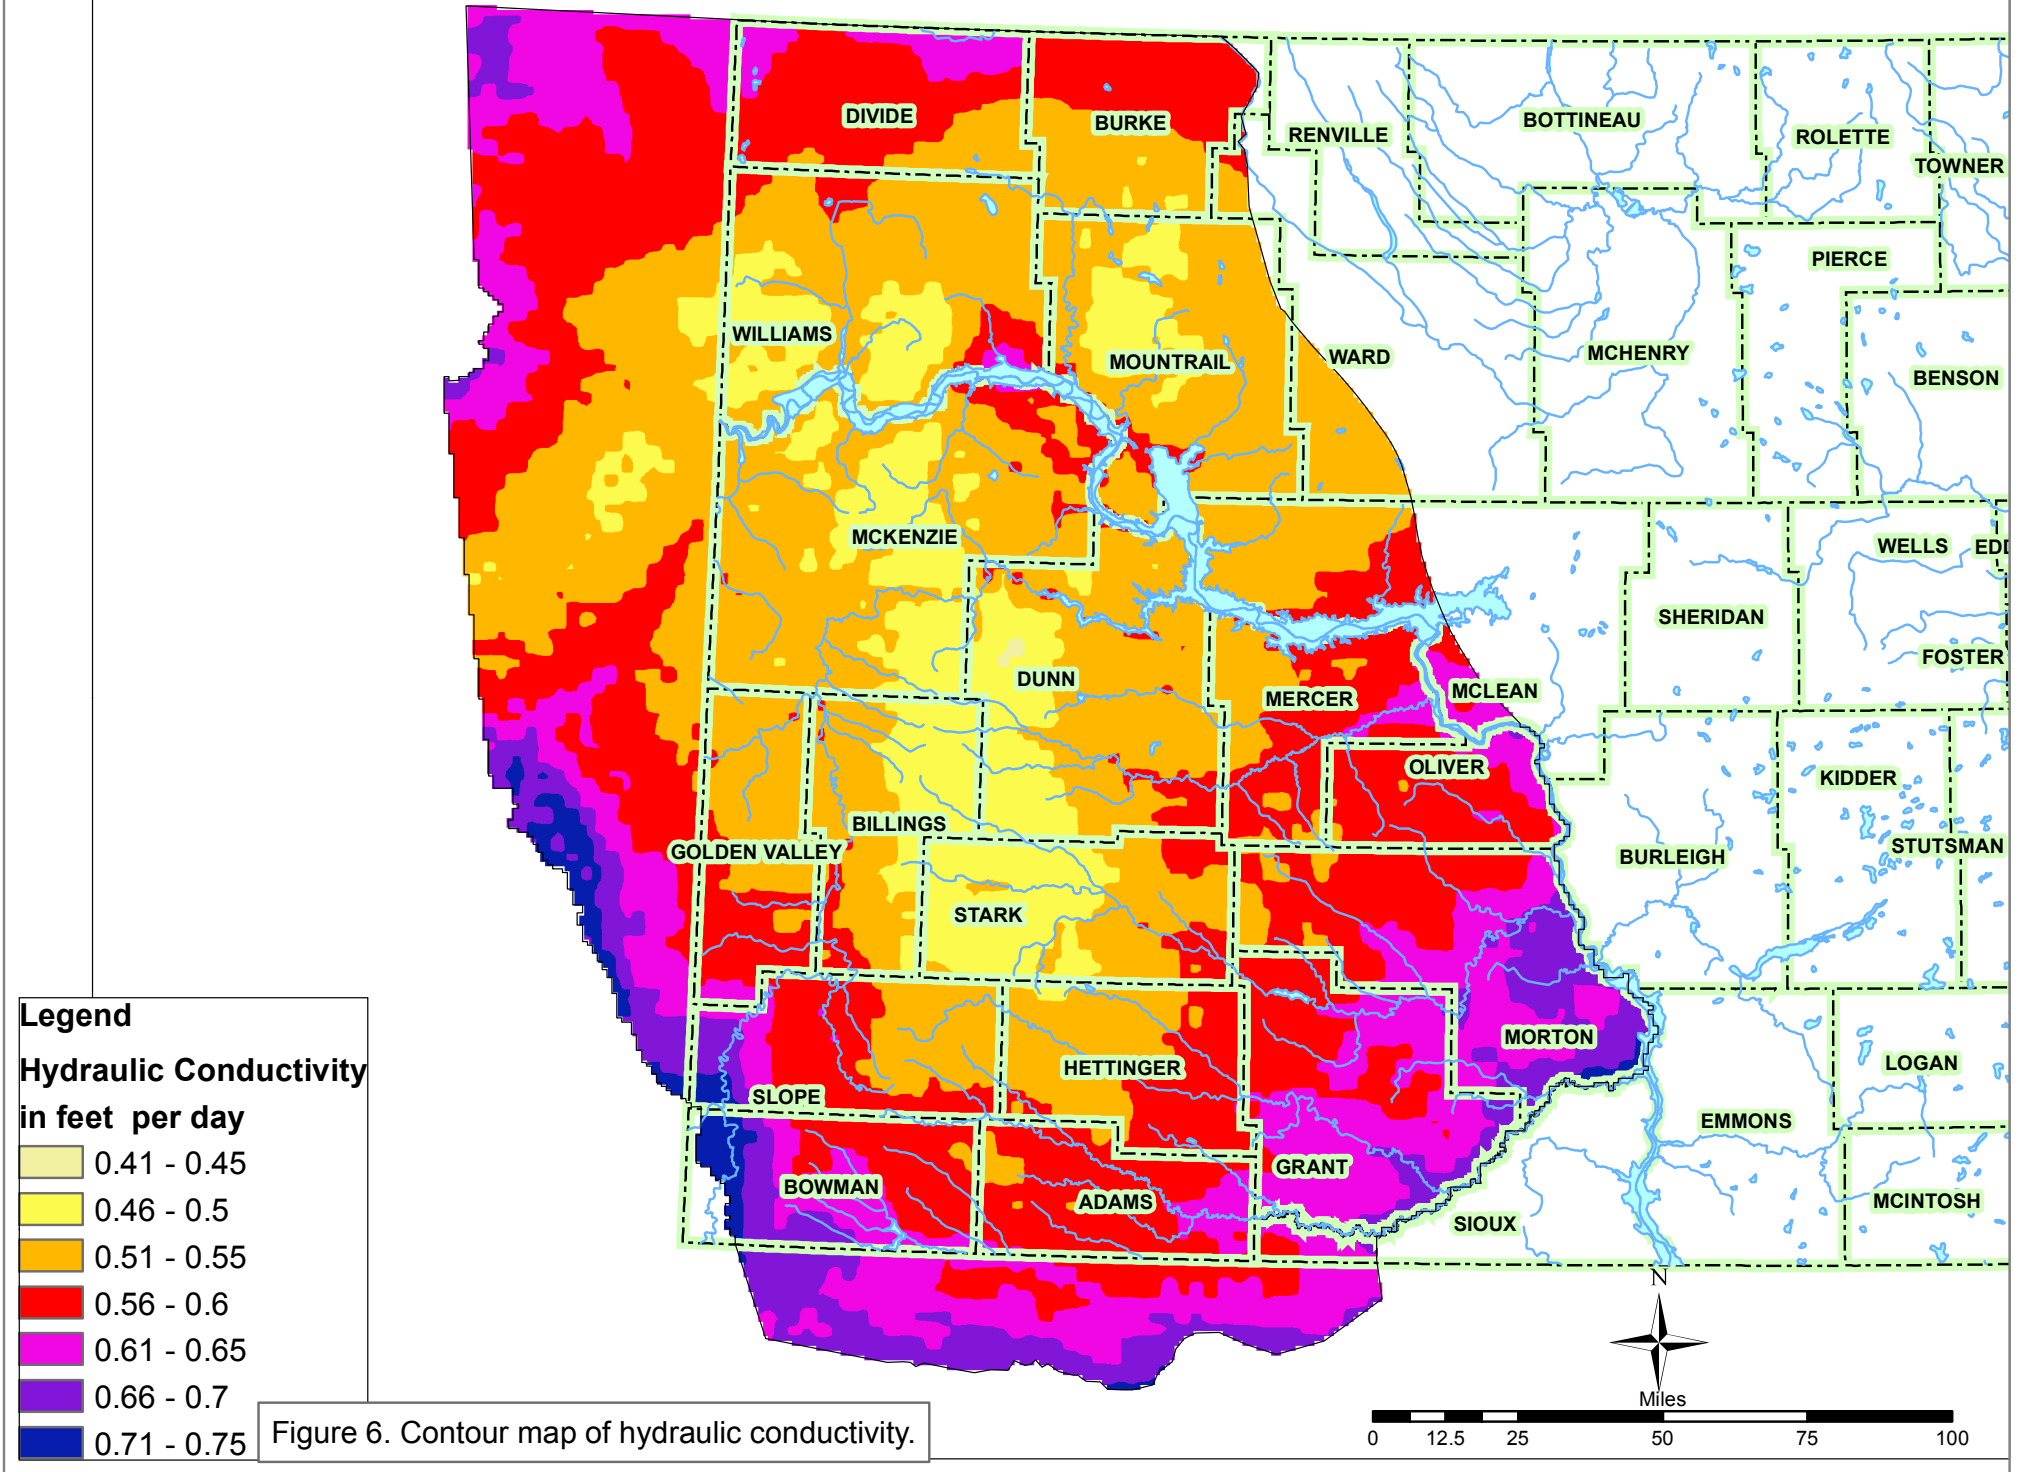 DIVIDE
BURKE
RENVILLE
BOTTINEAU
ROLETTE
TOWNER
PIERCE
WILLIAMS
MOUNTRAIL
WARD
MCHENRY
BENSON
MCKENZIE
WELLS
EDD
SHERIDAN
FOSTER
DUNN
MERCER
MCLEAN
OLIVER
KIDDER
BILLINGS
GOLDEN VALLEY
BURLEIGH
STUTSMAN
STARK
MORTON
HETTINGER
LOGAN
SLOPE
EMMONS
GRANT
BOWMAN
ADAMS
SIOUX
MCINTOSH
Legend
Hydraulic Conductivity
in feet per day
0.41 - 0.45
0.46 - 0.5
0.51 - 0.55
0.56 - 0.6
0.61 - 0.65
0.66 - 0.7
0.71 - 0.75
Figure 6. Contour map of hydraulic conductivity.
N
Miles
0 12.5 25 50 75 100